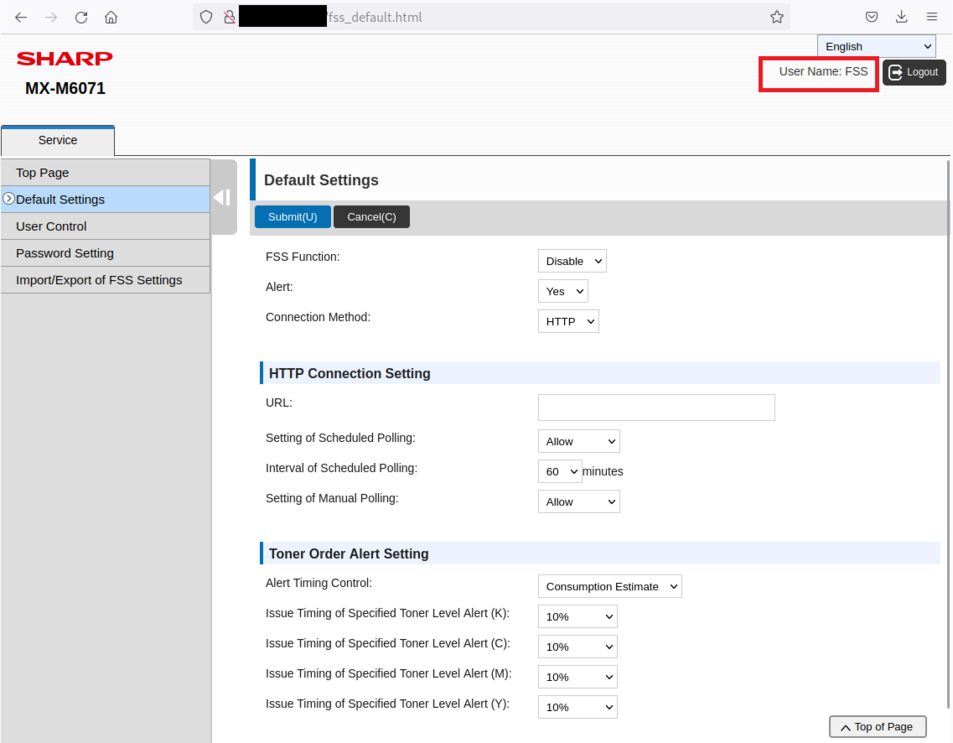 fss_default.html
SHARP
English
User Name: FSS
Logout
MX-M6071
Service
Top Page
Default Settings
User Control
Password Setting
Import/Export of FSS Settings
Default Settings
Submit(U) Cancel(C)
FSS Function: Disable
Alert: Yes
Connection Method: HTTP
HTTP Connection Setting
URL:
Setting of Scheduled Polling: Allow
Interval of Scheduled Polling: 60 minutes
Setting of Manual Polling: Allow
Toner Order Alert Setting
Alert Timing Control: Consumption Estimate
Issue Timing of Specified Toner Level Alert (K): 10%
Issue Timing of Specified Toner Level Alert (C): 10%
Issue Timing of Specified Toner Level Alert (M): 10%
Issue Timing of Specified Toner Level Alert (Y): 10%
Top of Page